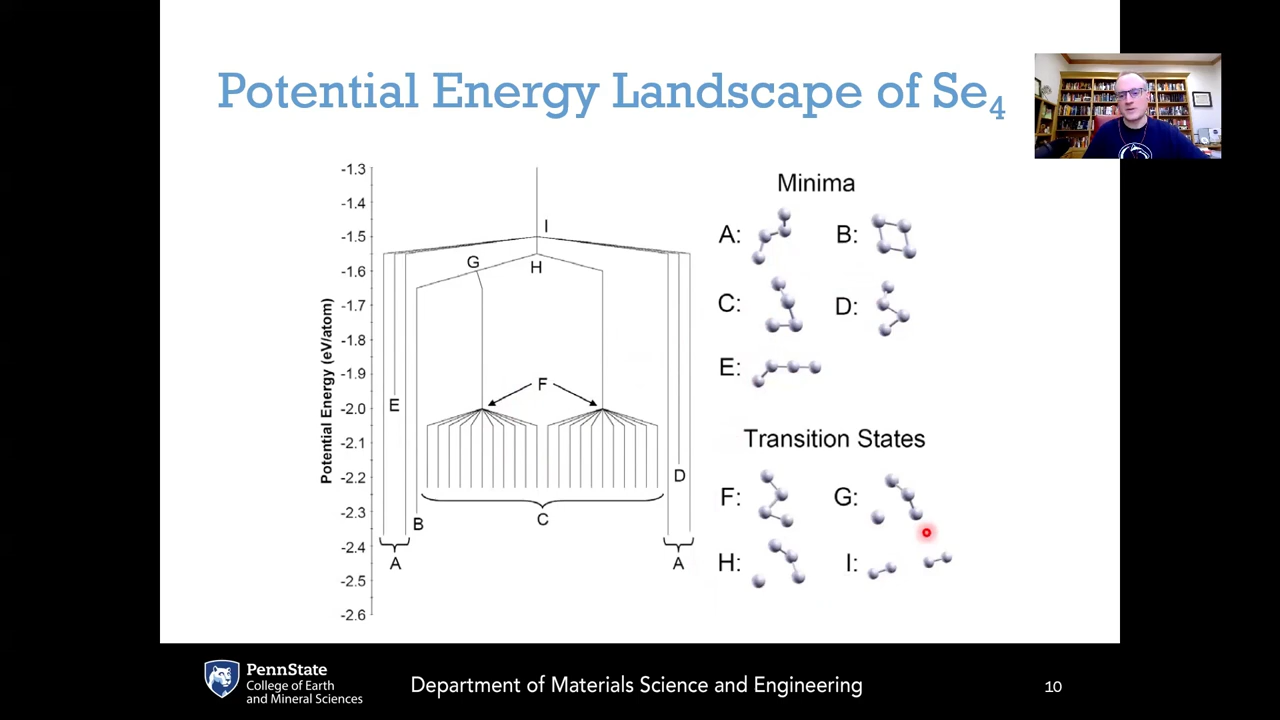 Potential Energy Landscape of Se4
-1.3
-1.4
-1.5
-1.6
-1.7
-1.8
-1.9
-2.0
-2.1
-2.2
-2.3
-2.4
-2.5
-2.6
Potential Energy (eV/atom)
I
G
H
F
E
D
B
C
A
A
Minima
A:
B:
C:
D:
E:
Transition States
F:
G:
H:
I:
PennState
College of Earth
and Mineral Sciences
Department of Materials Science and Engineering
10